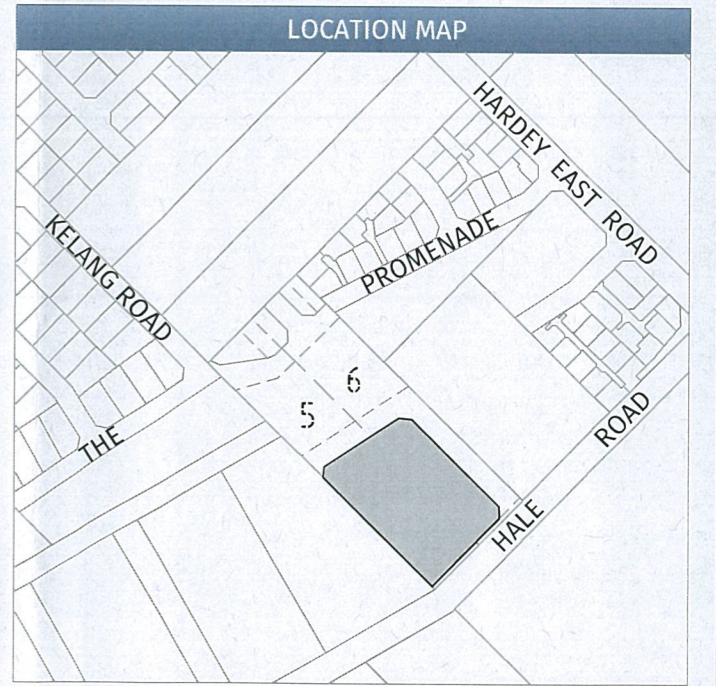 LOCATION MAP
HARDEY EAST ROAD
KELANG ROAD
PROMENADE
6
5
THE
ROAD
HALE